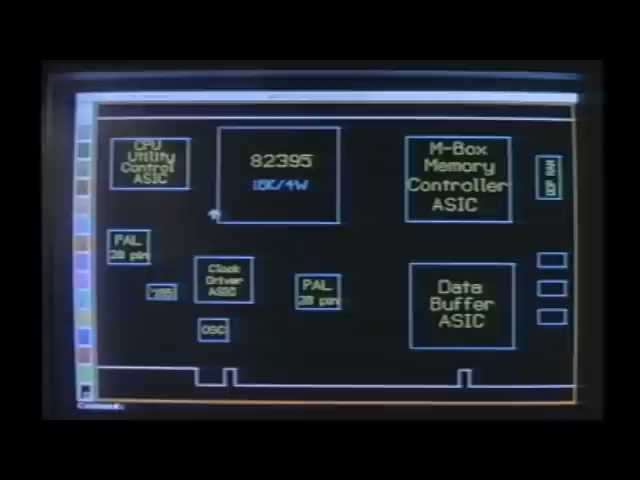 CPU
Utility
Control
ASIC
82395
16K/4W
M-Box
Memory
Controller
ASIC
PAL
20 pin
Clock
Driver
ASIC
PAL
20 pin
Data
Buffer
ASIC
OSC
Command: